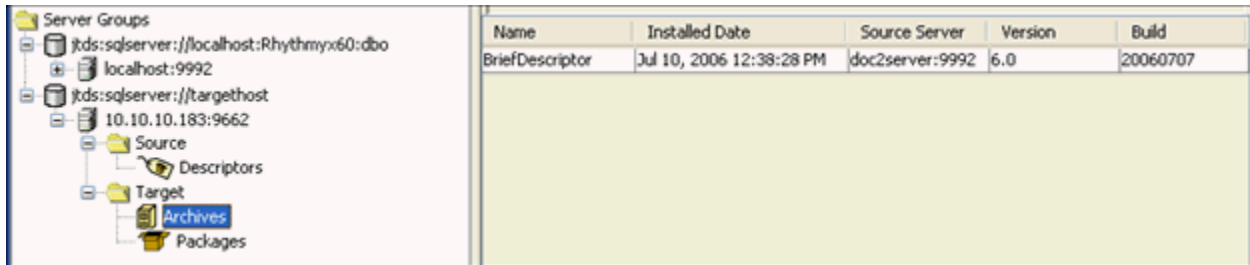 Server Groups
jtds:sqlserver://localhost:Rhythmyx60:dbo
localhost:9992
jtds:sqlserver://targethost
10.10.10.183:9662
Source
Descriptors
Target
Archives
Packages
Name Installed Date Source Server Version Build
BriefDescriptor Jul 10, 2006 12:38:28 PM doc2server:9992 6.0 20060707